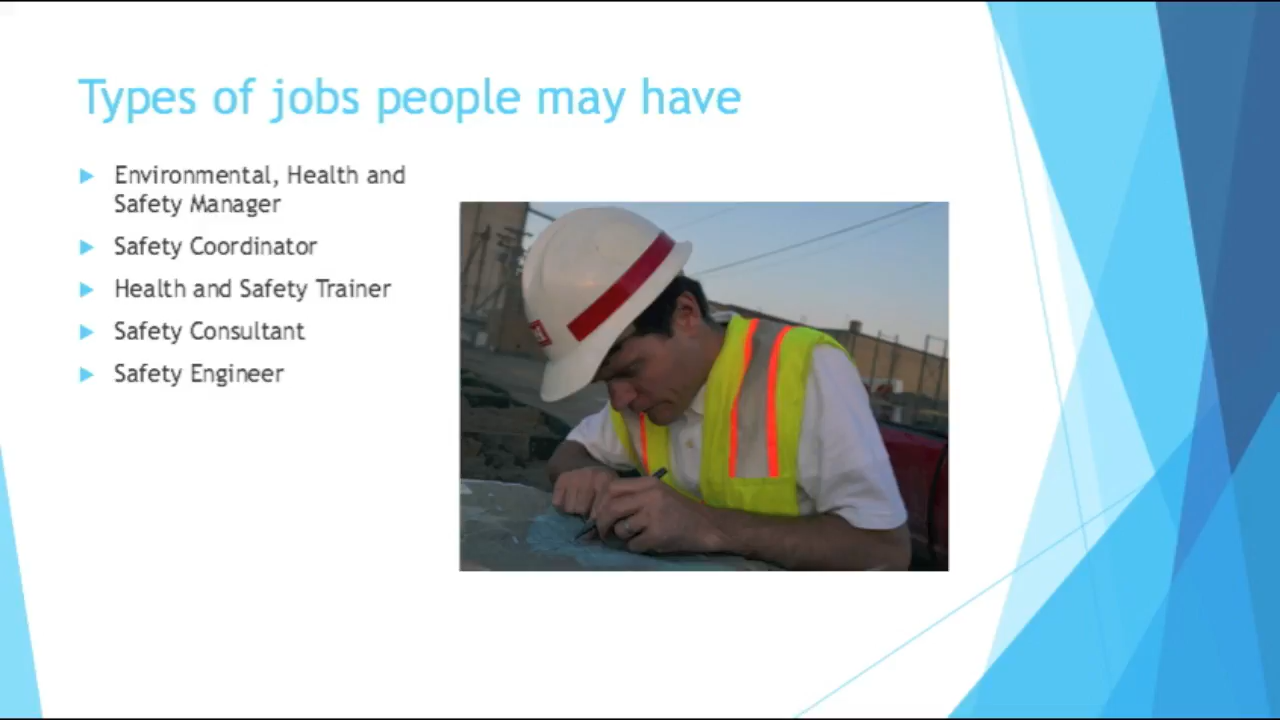 Types of jobs people may have
Environmental, Health and
Safety Manager
Safety Coordinator
Health and Safety Trainer
Safety Consultant
Safety Engineer